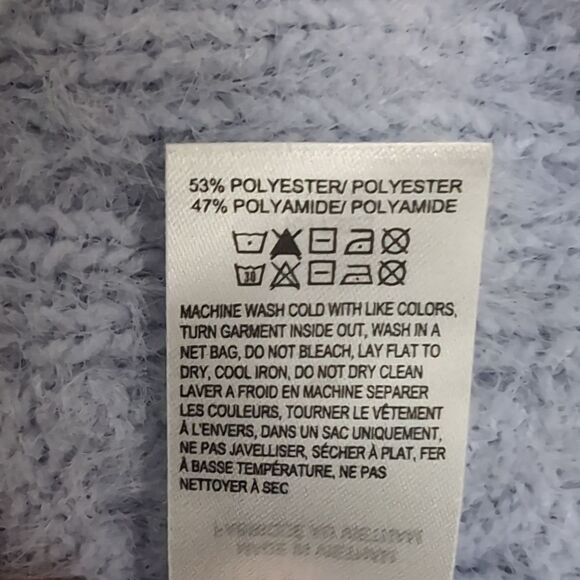 53% POLYESTER/ POLYESTER
47% POLYAMIDE/ POLYAMIDE
30
MACHINE WASH COLD WITH LIKE COLORS,
TURN GARMENT INSIDE OUT, WASH IN A
NET BAG, DO NOT BLEACH, LAY FLAT TO
DRY, COOL IRON, DO NOT DRY CLEAN
LAVER A FROID EN MACHINE SEPARER
LES COULEURS, TOURNER LE VÊTEMENT
À L'ENVERS, DANS UN SAC UNIQUEMENT,
NE PAS JAVELLISER, SÉCHER À PLAT, FER
À BASSE TEMPÉRATURE, NE PAS
NETTOYER À SEC